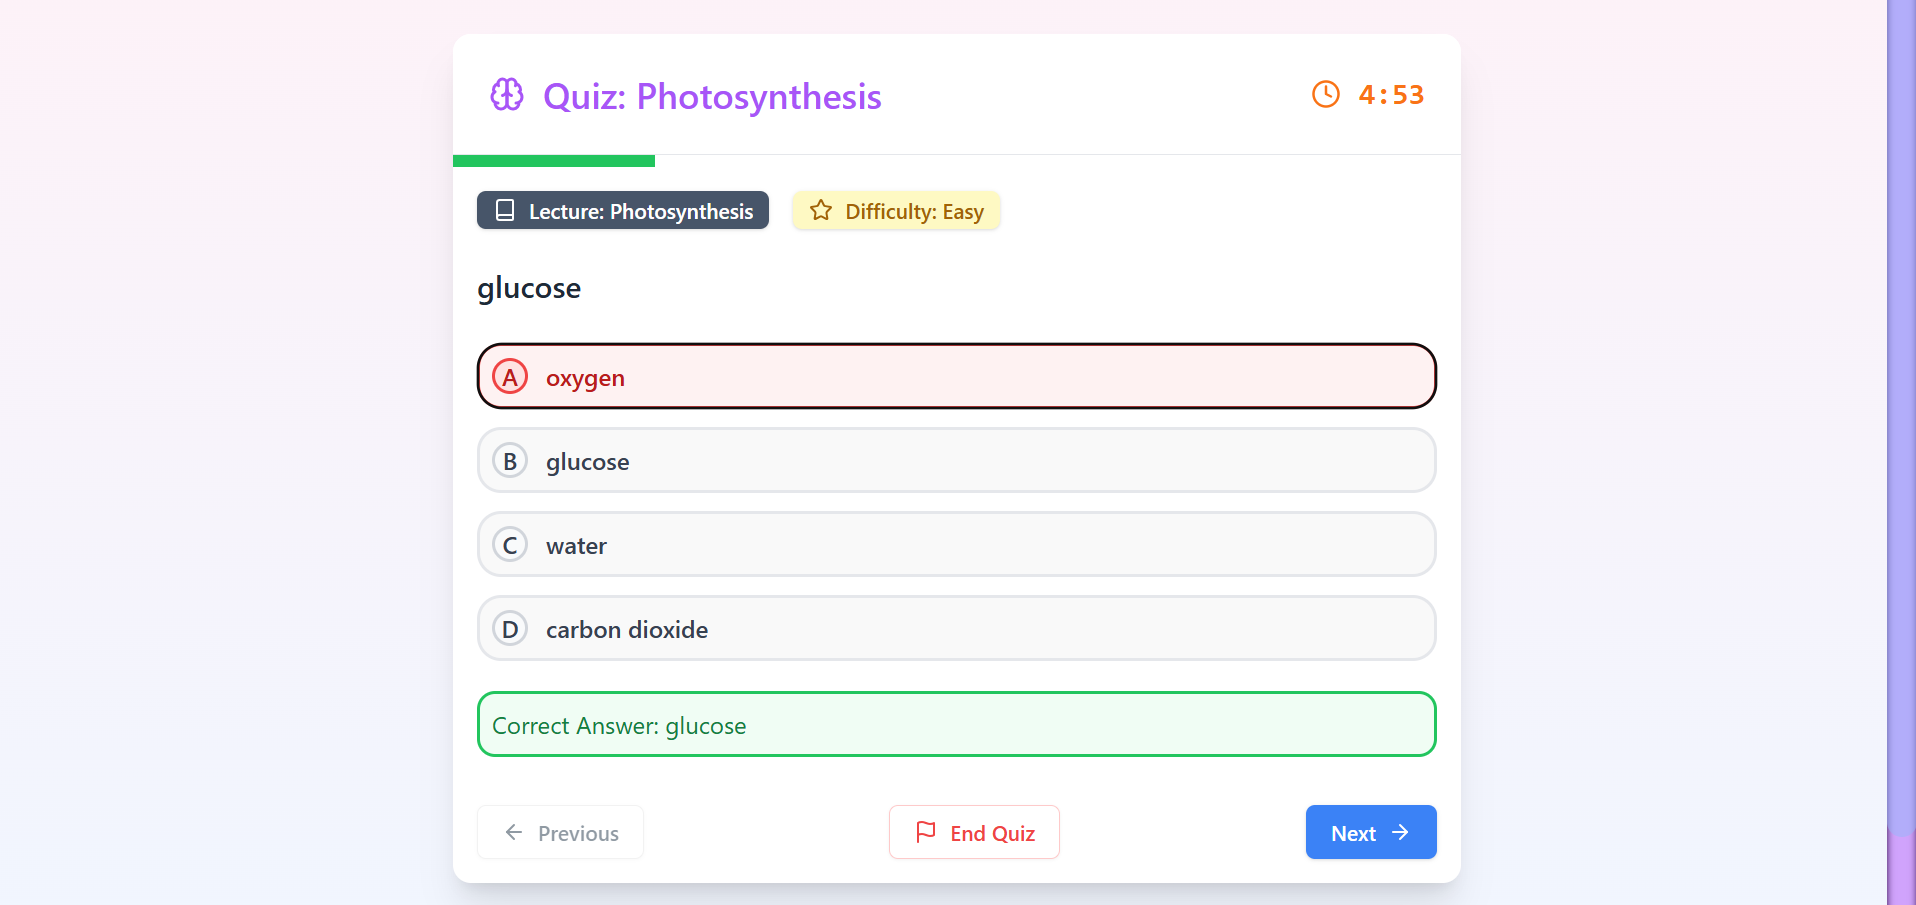 Quiz: Photosynthesis
4:53
Lecture: Photosynthesis
Difficulty: Easy
glucose
A oxygen
B glucose
C water
D carbon dioxide
Correct Answer: glucose
Previous
End Quiz
Next